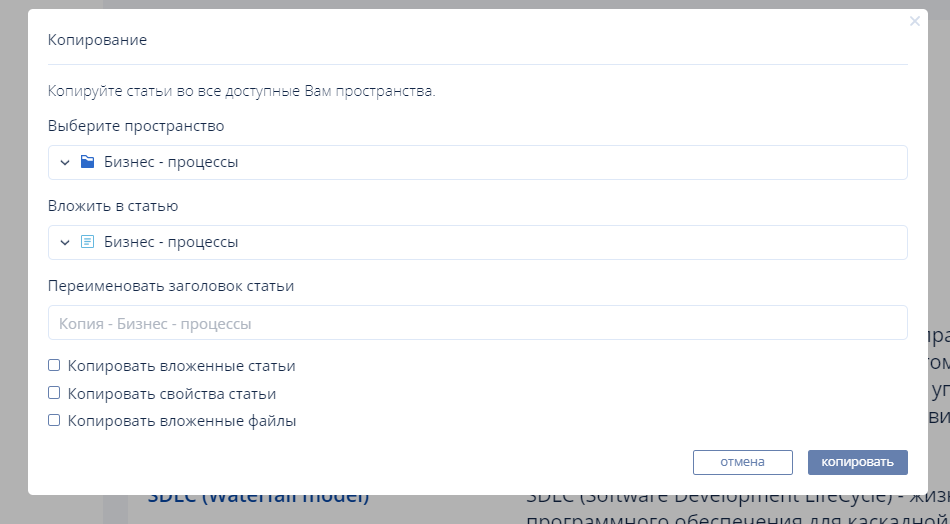 Копирование
Копируйте статьи во все доступные Вам пространства.
Выберите пространство
Бизнес - процессы
Вложить в статью
Бизнес - процессы
Переименовать заголовок статьи
Копия - Бизнес - процессы
Копировать вложенные статьи
Копировать свойства статьи
Копировать вложенные файлы
отмена
копировать
SDLC (Waterfall model)
SDLC (Software Development LifeCycle) - жизн
программного обеспечения для каскадной